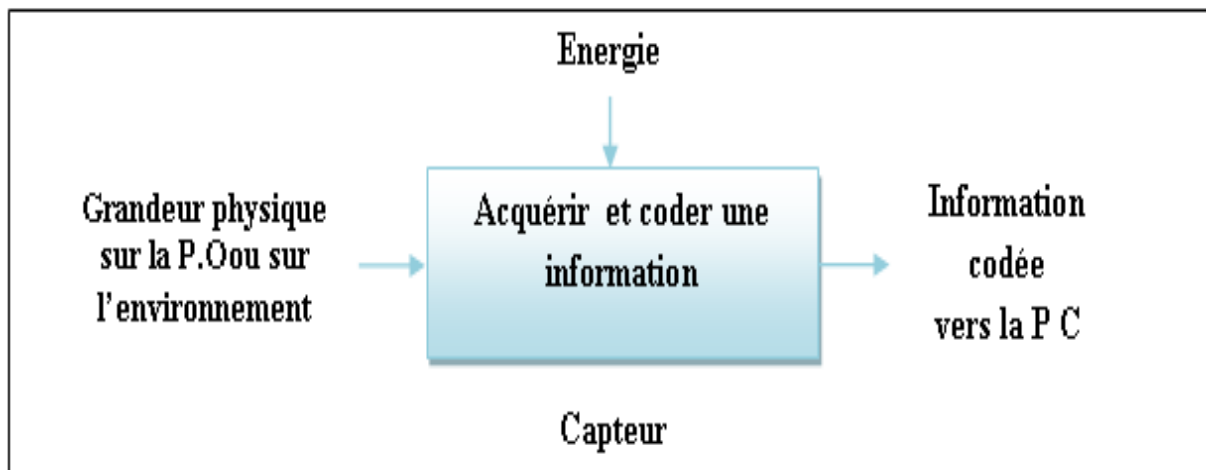 Energie
Grandeur physique
sur la P.Oou sur
l'environnement
Acquérir et coder une
information
Information
codée
vers la P C
Capteur